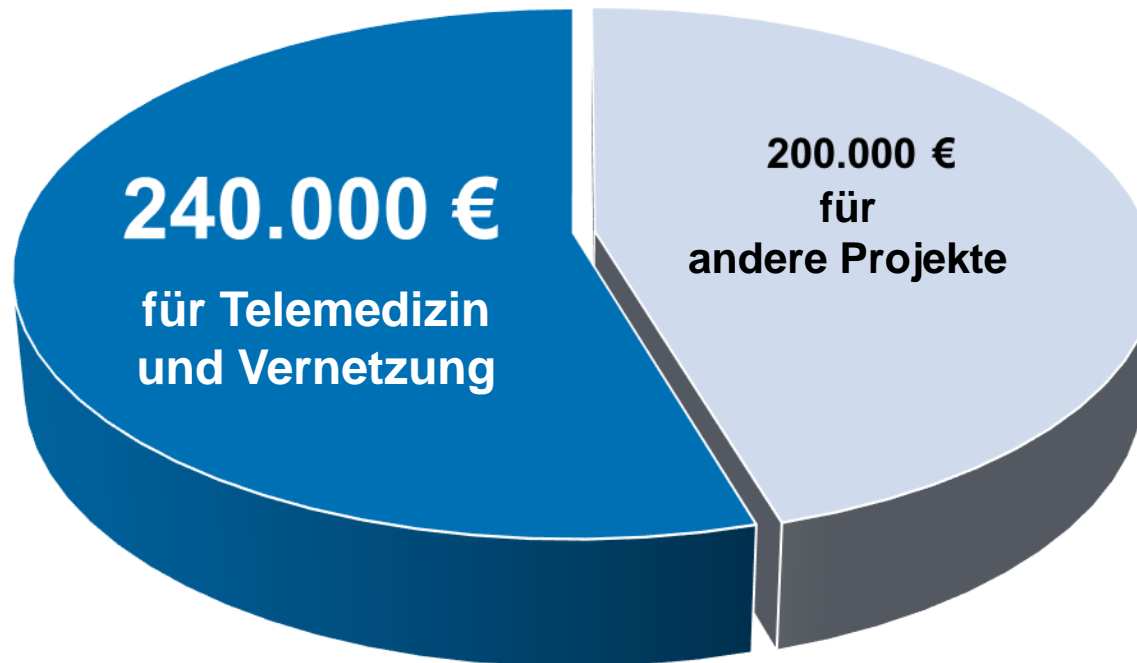 240.000 €
für Telemedizin
und Vernetzung
200.000 €
für
andere Projekte